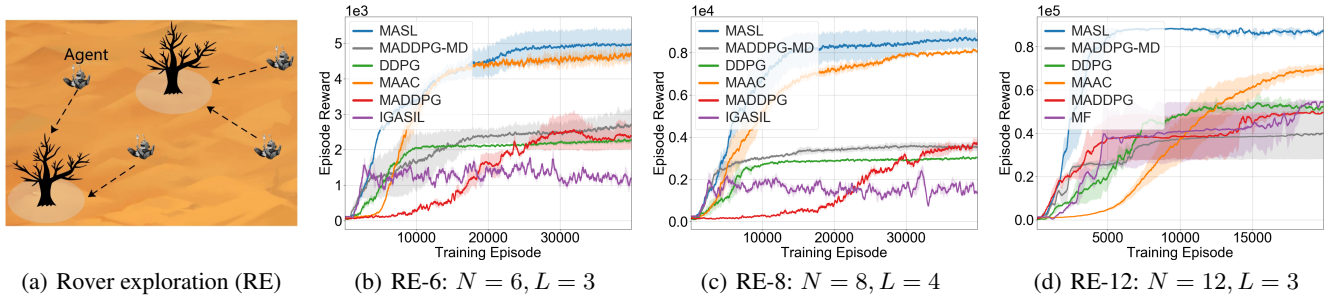 Agent
(a) Rover exploration (RE)
1e3
Episode Reward
5
4
3
2
1
0
MASL
MADDPG-MD
DDPG
MAAC
MADDPG
IGASIL
10000 20000 30000
Training Episode
(b) RE-6: N = 6, L = 3
1e4
Episode Reward
0.8
0.6
0.4
0.2
0.0
MASL
MADDPG-MD
DDPG
MAAC
MADDPG
IGASIL
10000 20000 30000
Training Episode
(c) RE-8: N = 8, L = 4
1e5
Episode Reward
0.8
0.6
0.4
0.2
0.0
MASL
MADDPG-MD
DDPG
MAAC
MADDPG
MF
5000 10000 15000
Training Episode
(d) RE-12: N = 12, L = 3